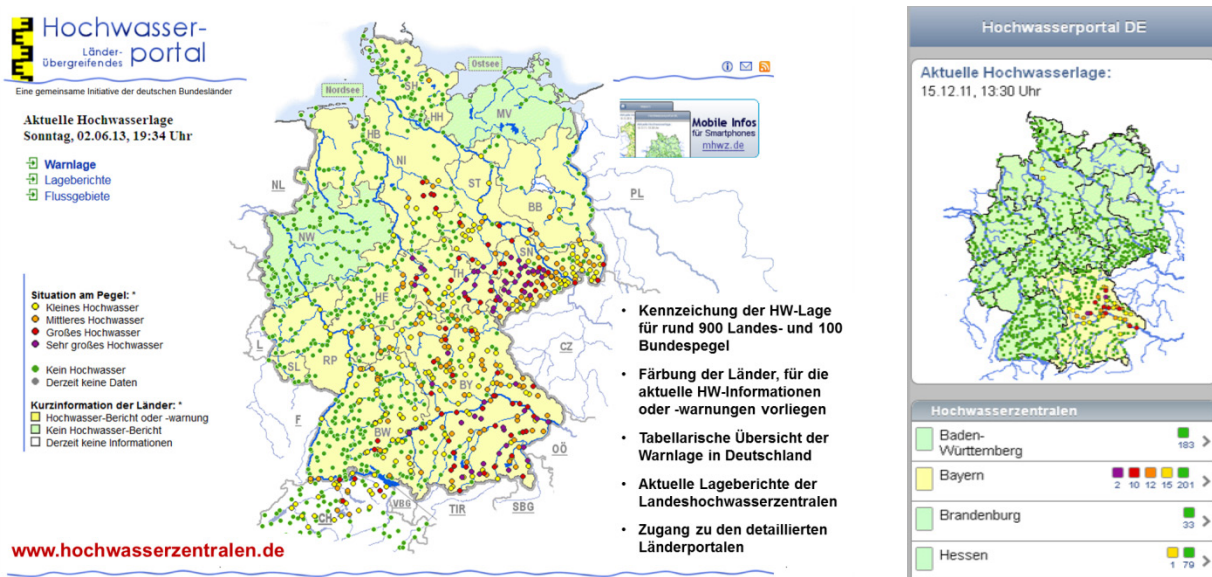 Hochwasser-
Länder-
übergreifendes portal
Eine gemeinsame Initiative der deutschen Bundesländer
Aktuelle Hochwasserlage
Sonntag, 02.06.13, 19:34 Uhr
Warnlage
Lageberichte
Flussgebiete
Situation am Pegel: *
Kleines Hochwasser
Mittleres Hochwasser
Großes Hochwasser
Sehr großes Hochwasser
Kein Hochwasser
Derzeit keine Daten
Kurzinformation der Länder: *
Hochwasser-Bericht oder -warnung
Kein Hochwasser-Bericht
Derzeit keine Informationen
www.hochwasserzentralen.de
Nordsee
Ostsee
SH
HH
MV
HB
NI
NL
ST
BB
PL
NW
SN
TH
HE
L
RP
SL
CZ
F
BY
BW
OÖ
CH
VBG
TIR
SBG
Mobile Infos
für Smartphones
mhwz.de
• Kennzeichung der HW-Lage
für rund 900 Landes- und 100
Bundespegel
• Färbung der Länder, für die
aktuelle HW-Informationen
oder -warnungen vorliegen
• Tabellarische Übersicht der
Warnlage in Deutschland
• Aktuelle Lageberichte der
Landeshochwasserzentralen
• Zugang zu den detaillierten
Länderportalen
Hochwasserportal DE
Aktuelle Hochwasserlage:
15.12.11, 13:30 Uhr
Hochwasserzentralen
Baden-
Württemberg
183
Bayern
2 10 12 15 201
Brandenburg
33
Hessen
1 79